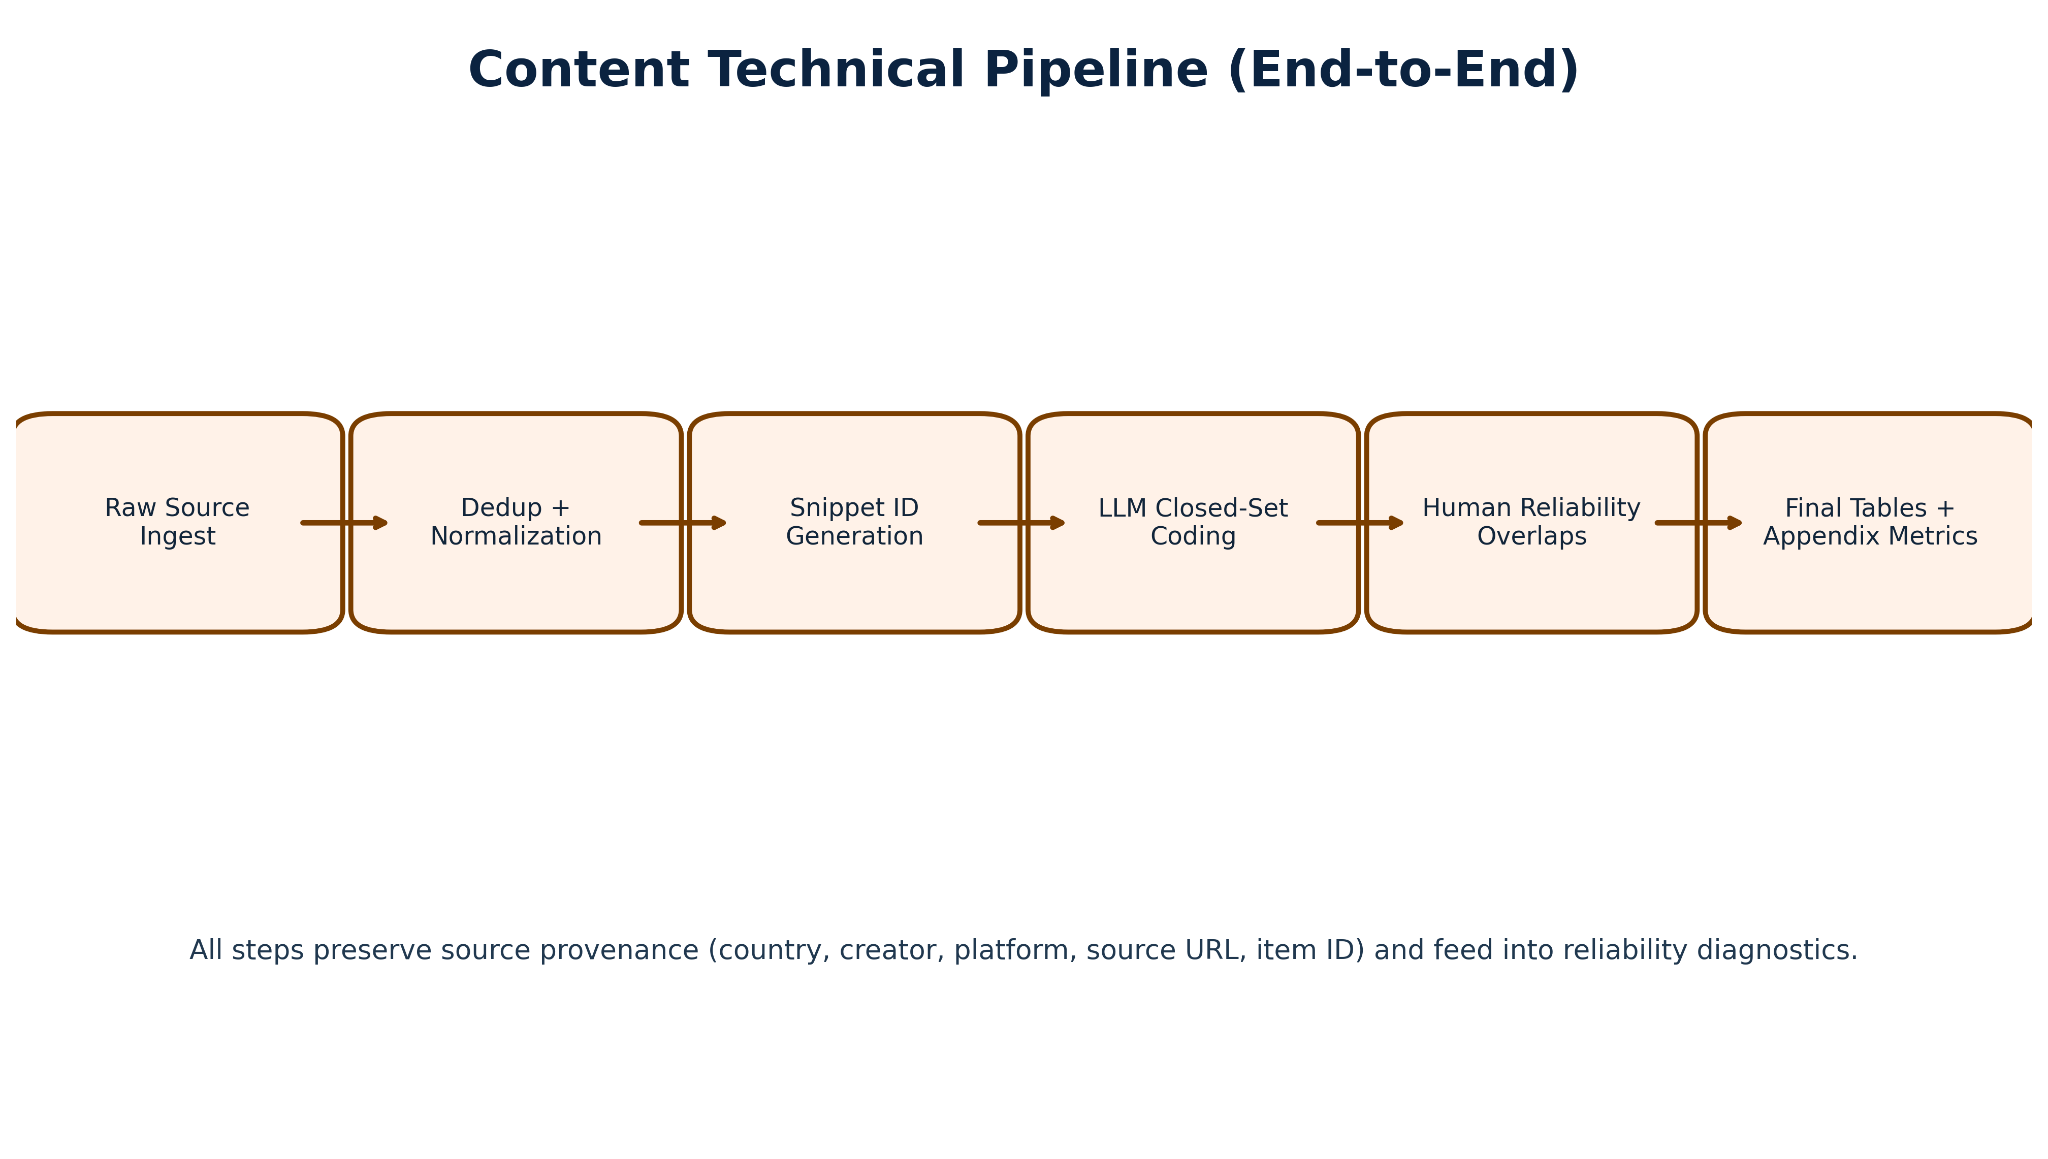 Content Technical Pipeline (End-to-End)
Raw Source
Ingest
Dedup +
Normalization
Snippet ID
Generation
LLM Closed-Set
Coding
Human Reliability
Overlaps
Final Tables +
Appendix Metrics
All steps preserve source provenance (country, creator, platform, source URL, item ID) and feed into reliability diagnostics.